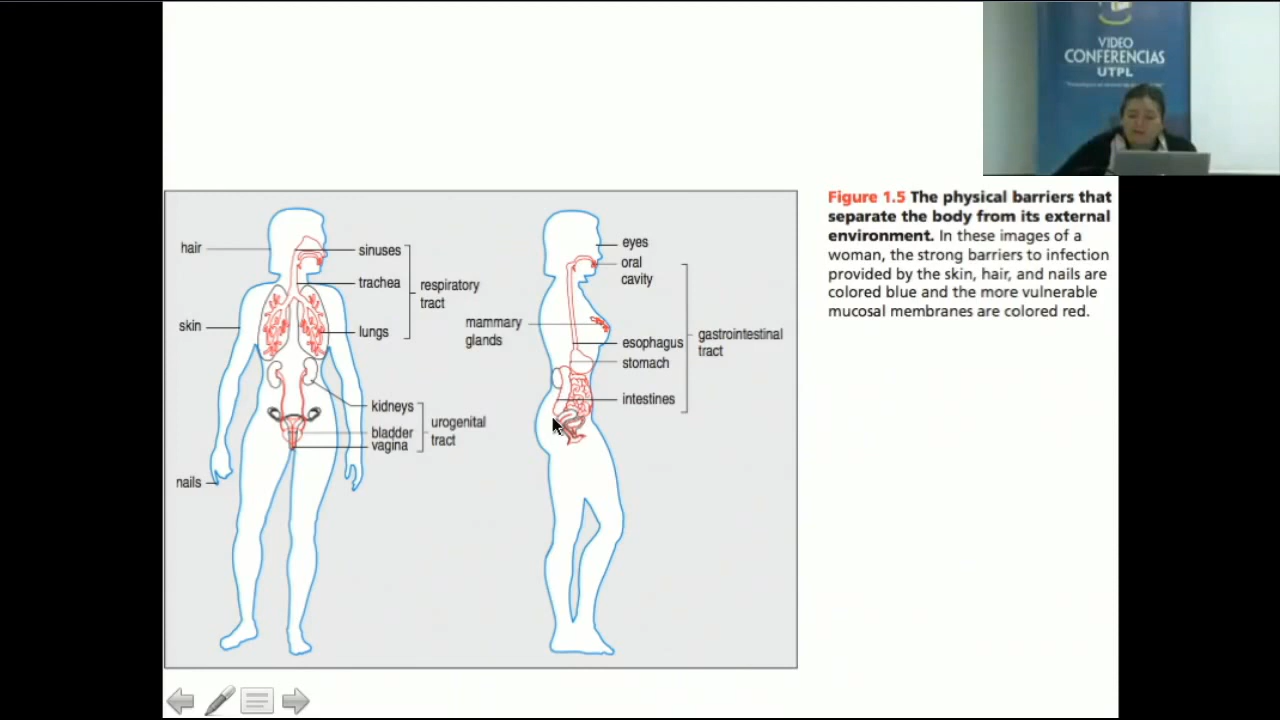 VIDEO
CONFERENCIAS
UTPL
hair
skin
nails
sinuses
trachea
lungs
respiratory
tract
kidneys
bladder
vagina
urogenital
tract
mammary
glands
eyes
oral
cavity
esophagus
stomach
intestines
gastrointestinal
tract
Figure 1.5 The physical barriers that
separate the body from its external
environment. In these images of a
woman, the strong barriers to infection
provided by the skin, hair, and nails are
colored blue and the more vulnerable
mucosal membranes are colored red.